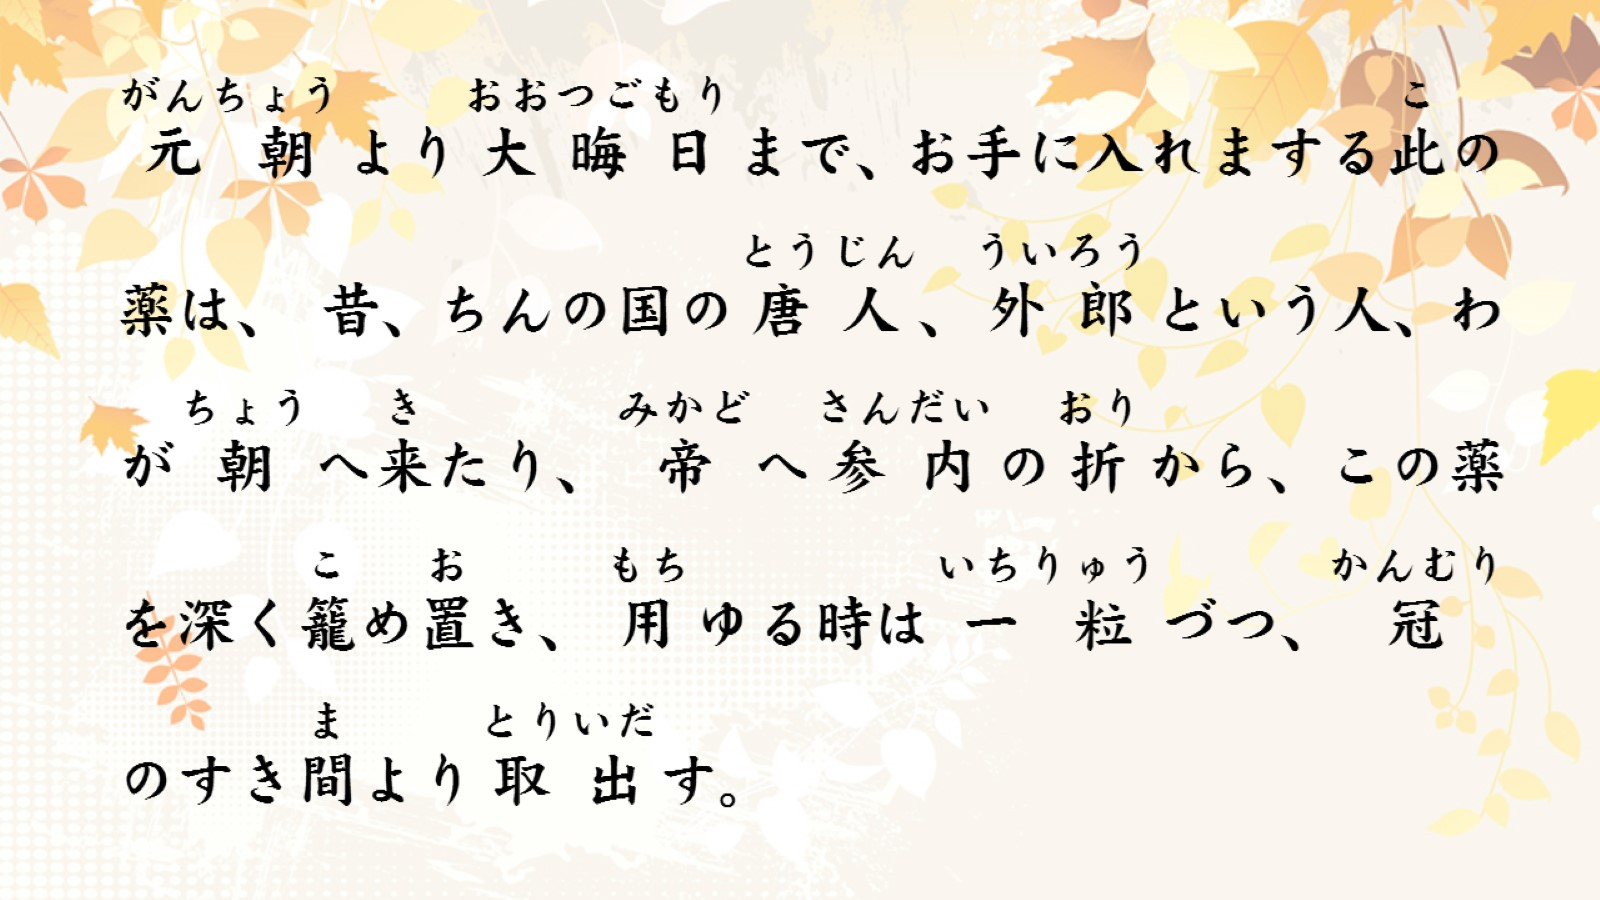 がんちょう おおつごもり こ
元朝より大晦日まで、お手に入れまする此の
とうじん ういろう
薬は、昔、ちんの国の唐人、外郎という人、わ
ちょう き みかど さんだい おり
が朝へ来たり、帝へ参内の折から、この薬
こ お もち いちりゅう かんむり
を深く籠め置き、用ゆる時は一粒づつ、冠
ま とりいだ
のすき間より取出す。